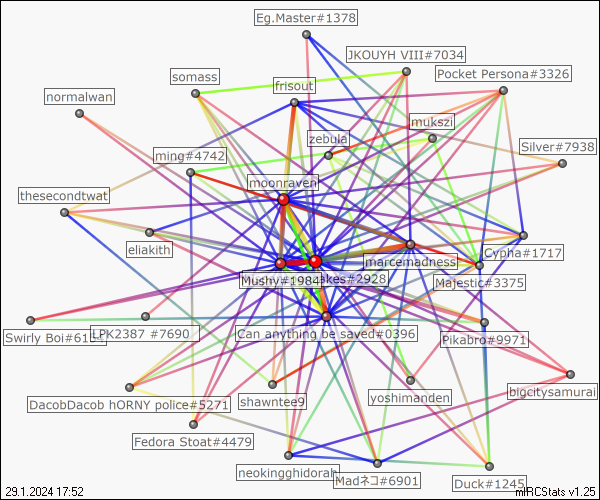 Eg.Master#1378
JKOUYH VIII#7034
Pocket Persona#3326
somass
frisout
normalwan
mukszi
zebula
Silver#7938
ming#4742
moonraven
thesecondtwat
eliakith
Cypha#1717
marcemadness
Majestic#3375
Mushy#1984
kes#2928
Swirly Boi#61
LPK2387 #7690
Can anything be saved#0396
Pikabro#9971
bigcitysamurai
yoshimanden
shawntee9
DacobDacob hORNY police#5271
Fedora Stoat#4479
neokingghidorah
Madネコ#6901
Duck#1245
29.1.2024 17:52
mIRCStats v1.25